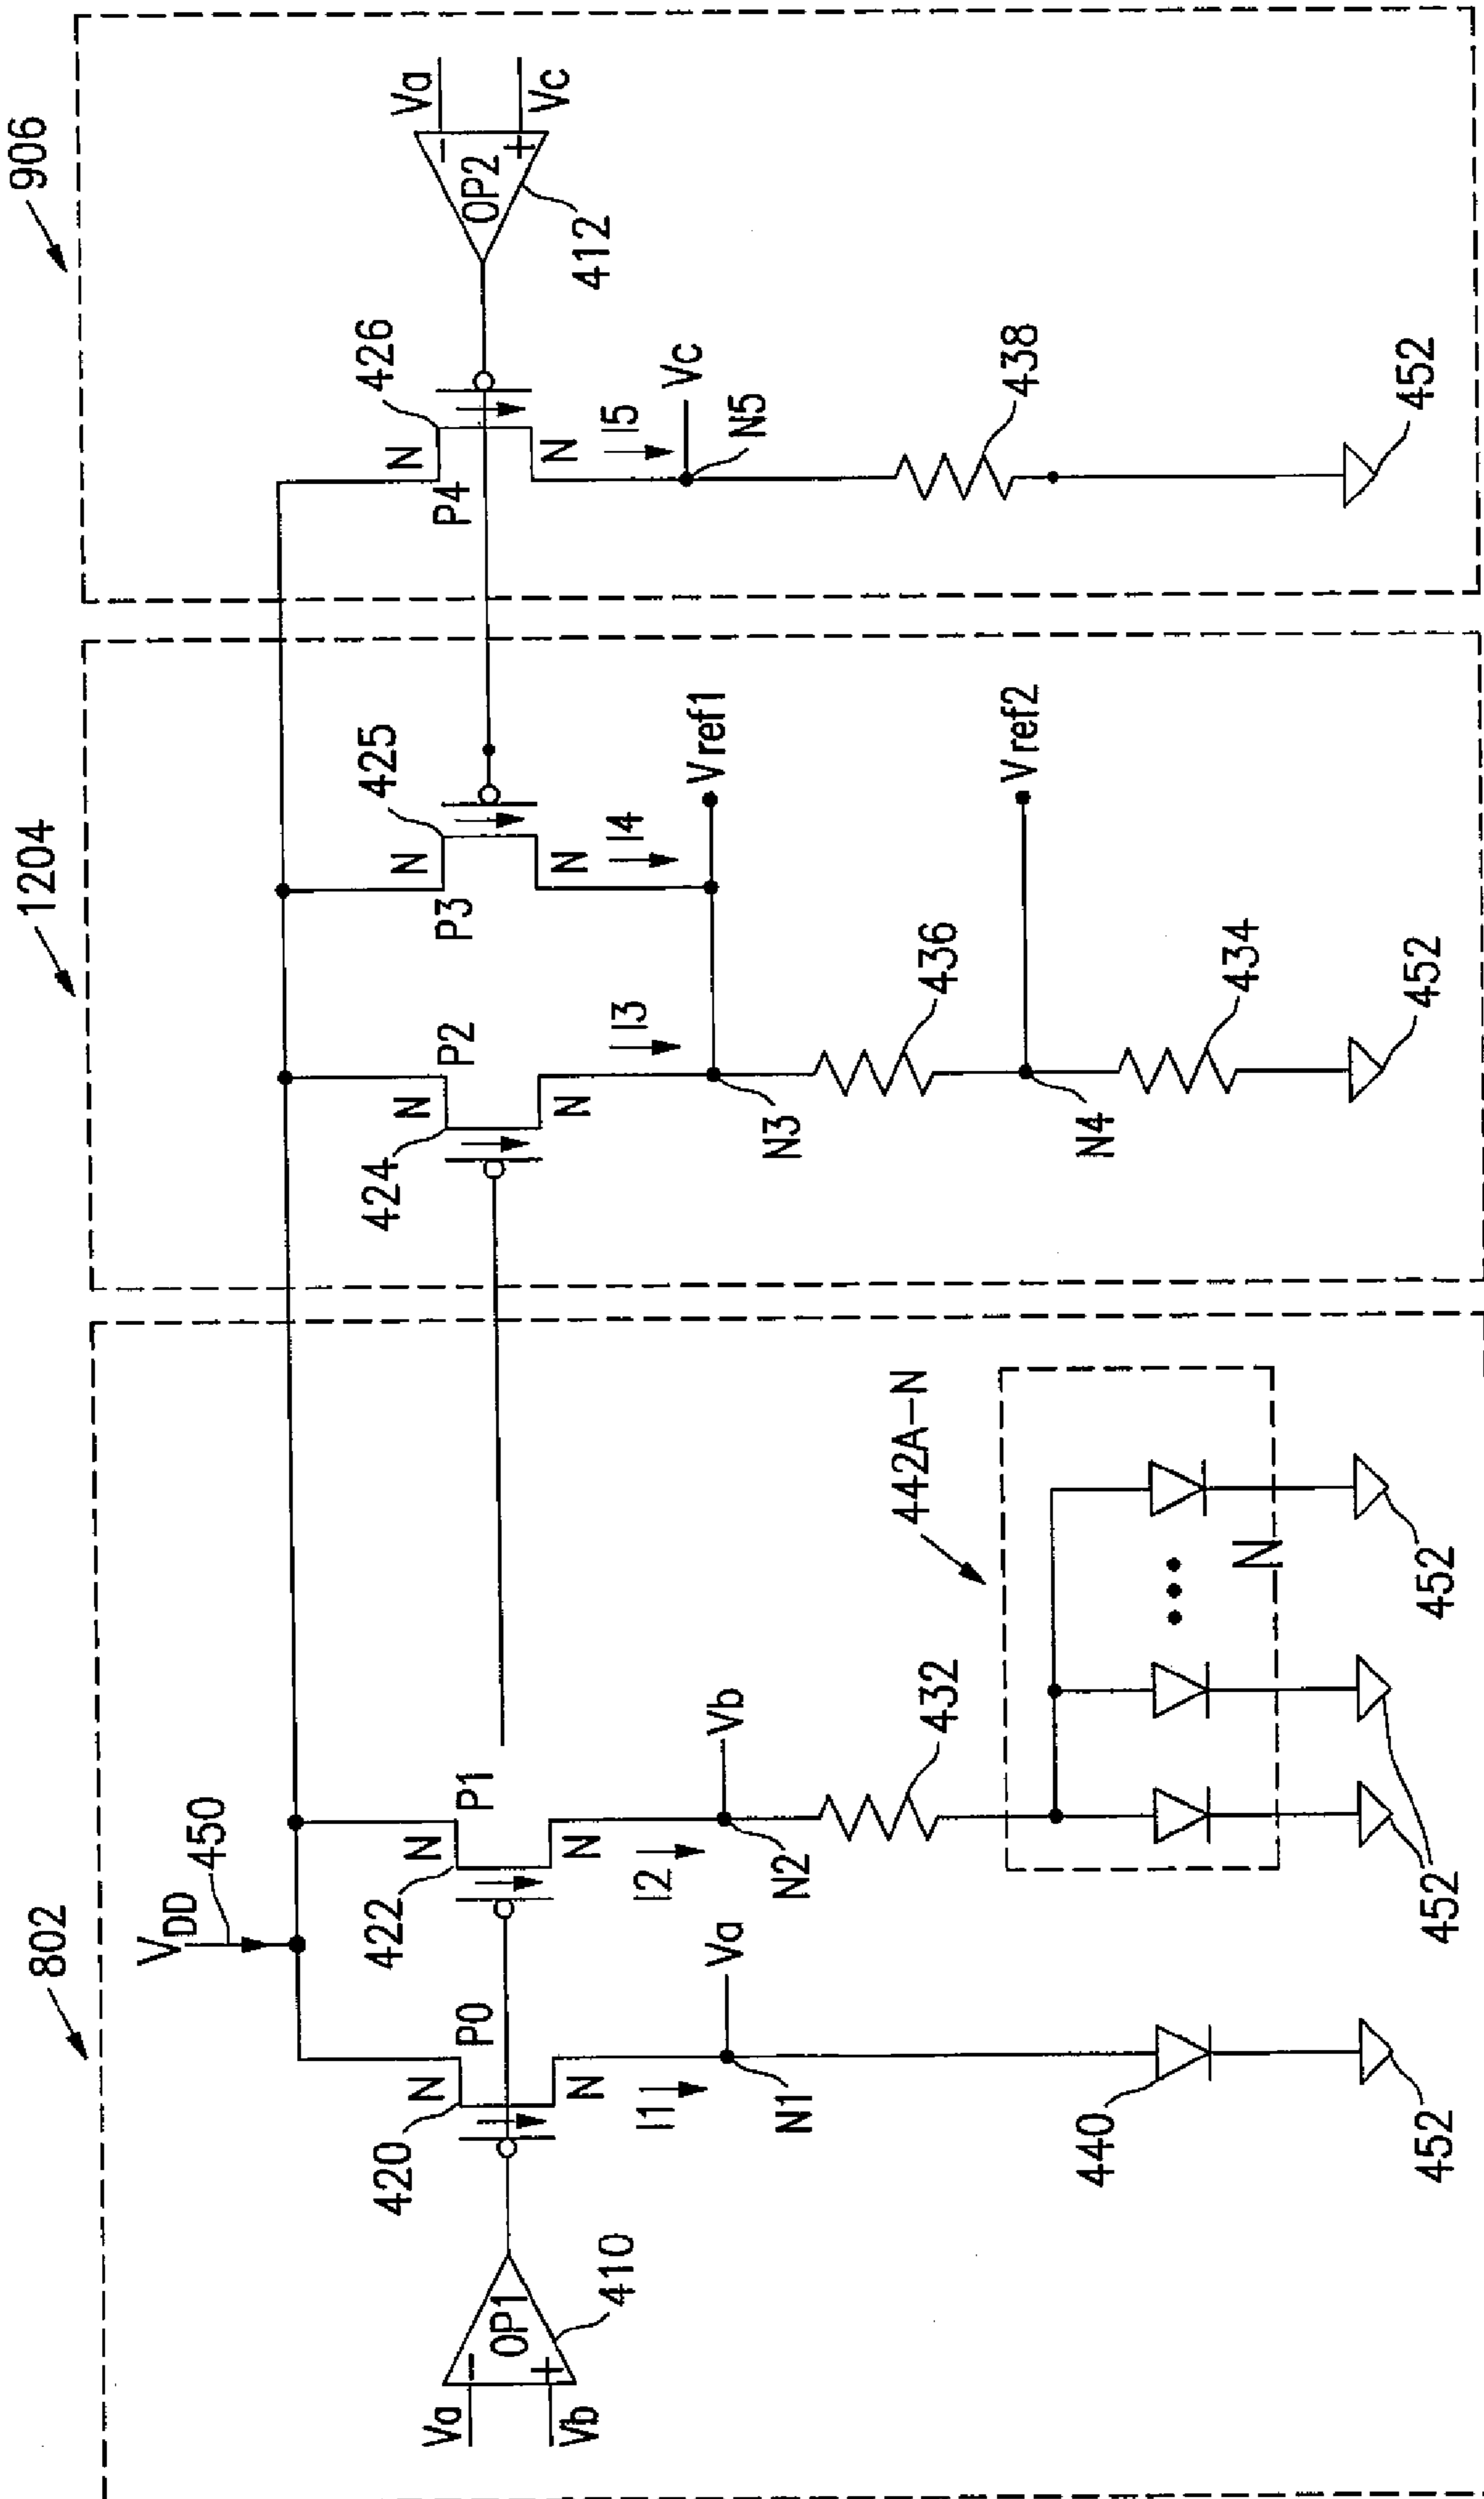 802
1204
906
VDD
450
Va
Vb
OP1
−
+
410
420
P0
N
N
I1
Va
N1
440
452
422
P1
N
N
I2
Vb
N2
432
442A−N
N
452
452
424
P2
N
N
I3
N3
436
N4
434
452
425
P3
N
N
I4
Vref1
Vref2
426
P4
N
N
I5
Vc
N5
438
452
OP2
−
+
Va
Vc
412